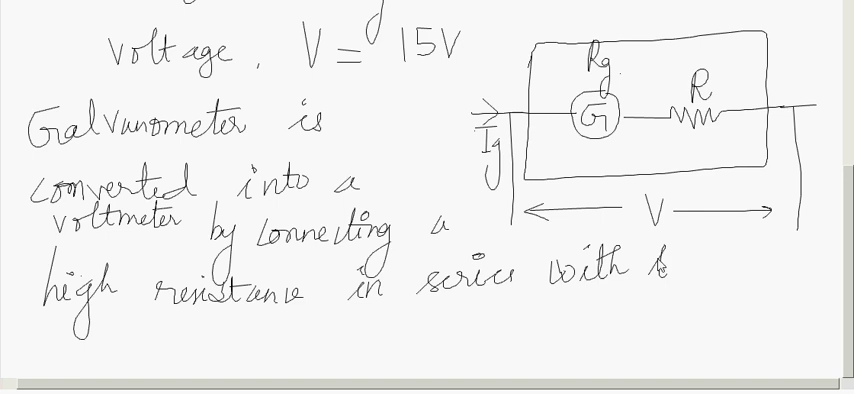 voltage, V = 15V
Rg
G
R
Ig
V
Galvanometer is
converted into a
voltmeter by connecting a
high resistance in series with